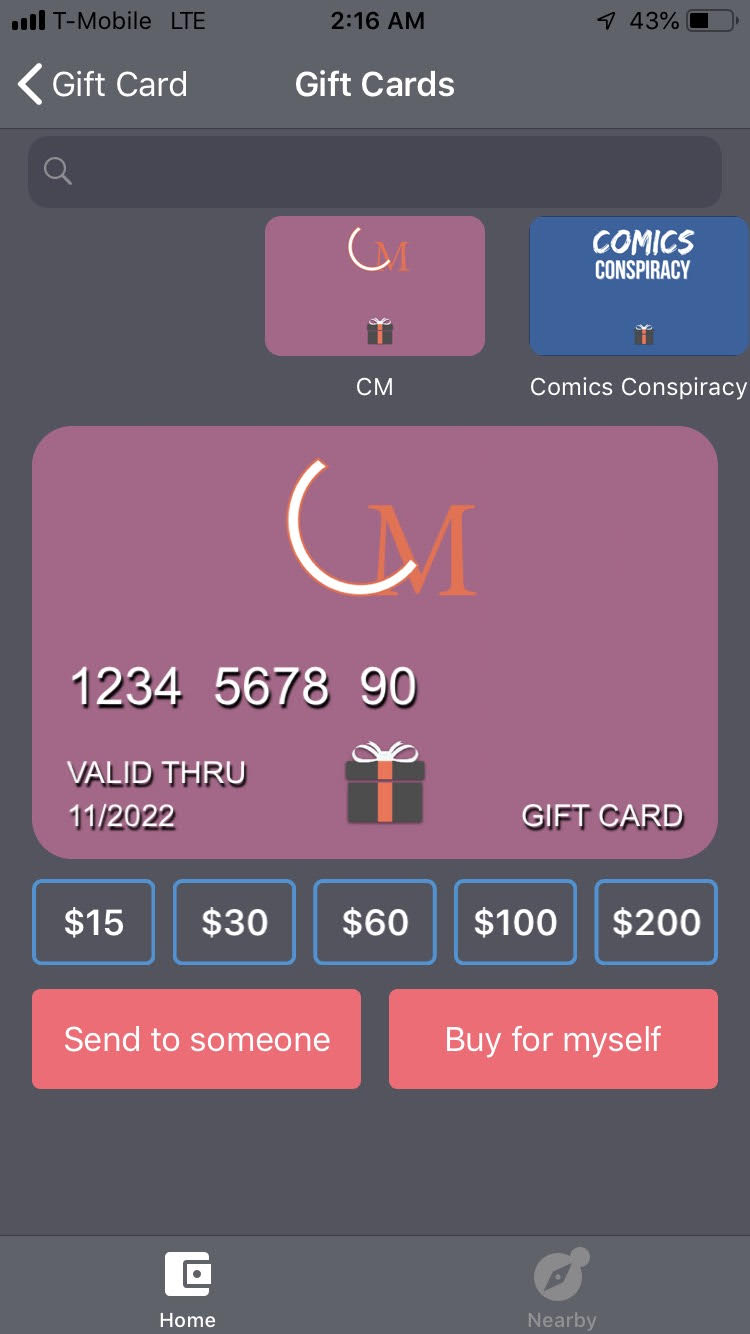 T-Mobile LTE 2:16 AM 43%
Gift Card Gift Cards
CM COMICS
CONSPIRACY
CM Comics Conspiracy
CM
1234 5678 90
VALID THRU
11/2022 GIFT CARD
$15 $30 $60 $100 $200
Send to someone Buy for myself
Home Nearby